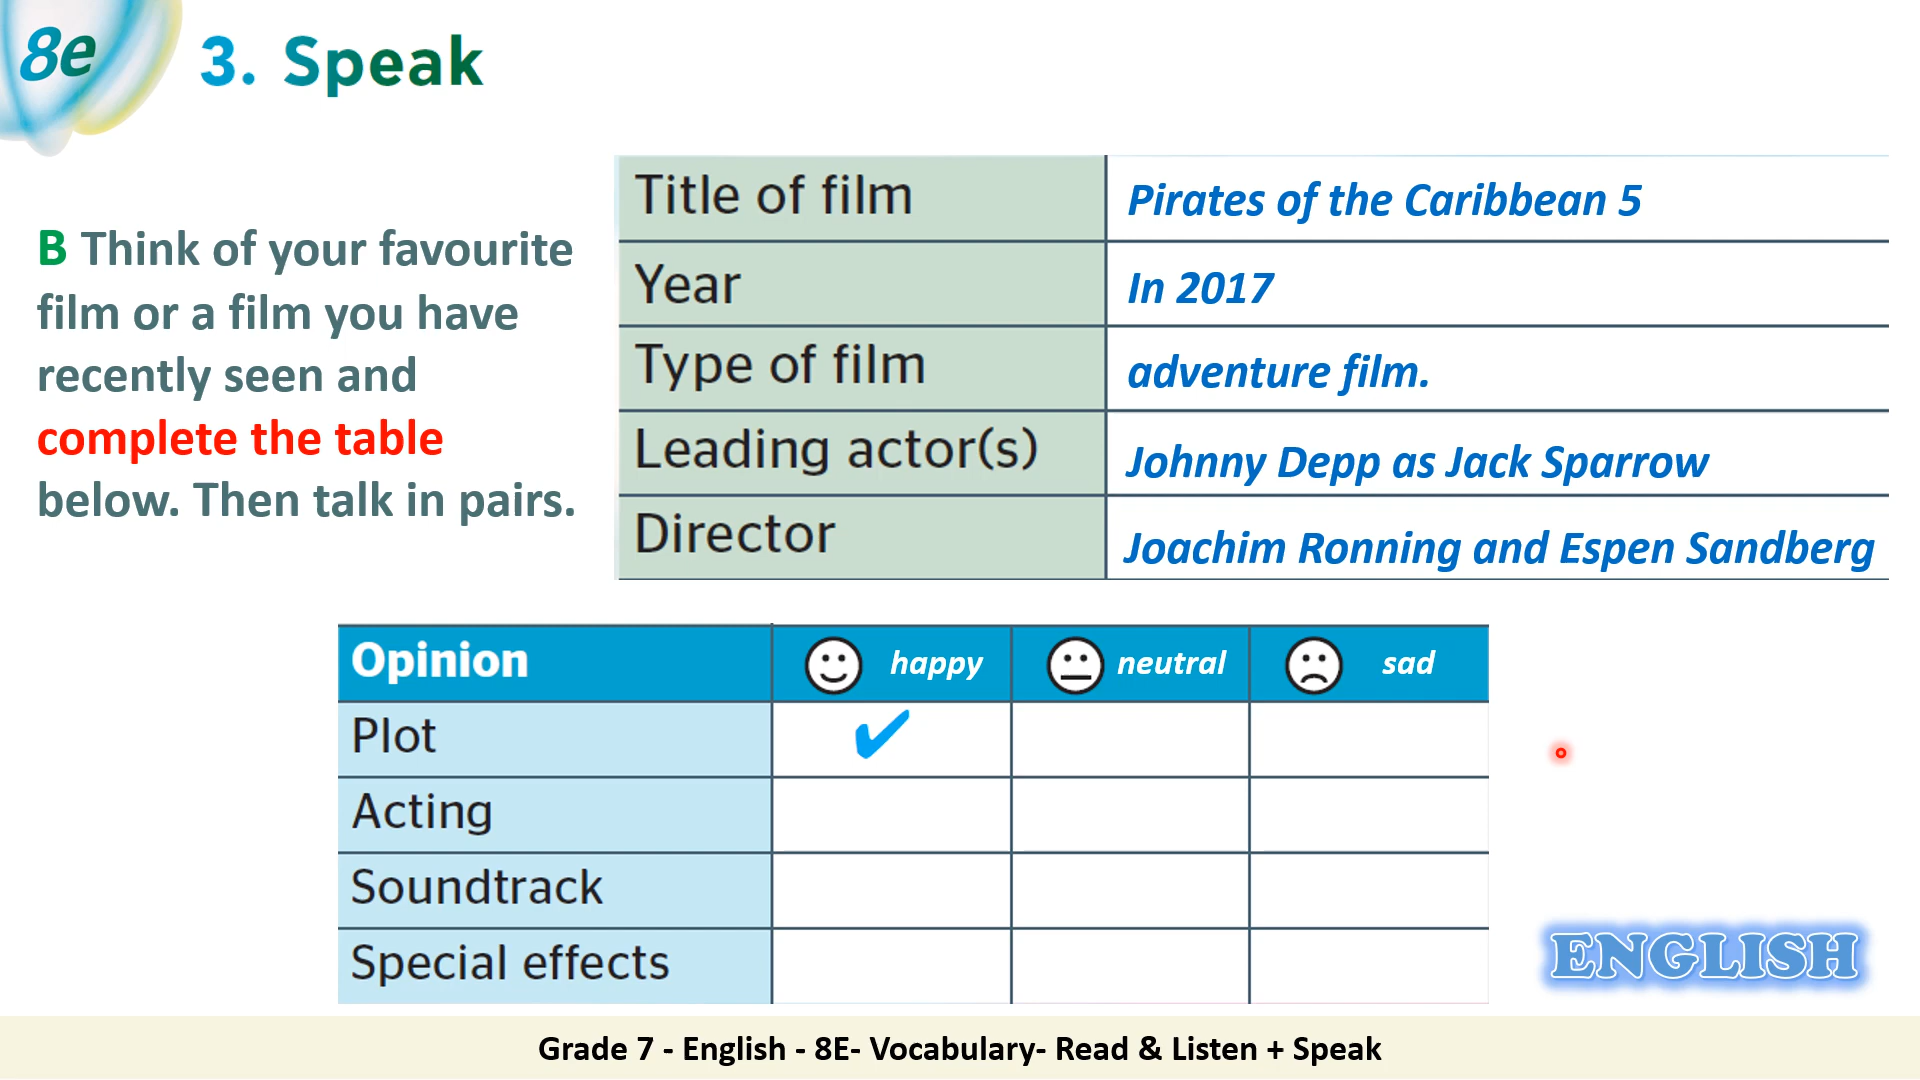 8e
3. Speak
B Think of your favourite
film or a film you have
recently seen and
complete the table
below. Then talk in pairs.
Title of film Pirates of the Caribbean 5
Year In 2017
Type of film adventure film.
Leading actor(s) Johnny Depp as Jack Sparrow
Director Joachim Ronning and Espen Sandberg
Opinion happy neutral sad
Plot ✔
Acting
Soundtrack
Special effects
ENGLISH
Grade 7 - English - 8E- Vocabulary- Read & Listen + Speak